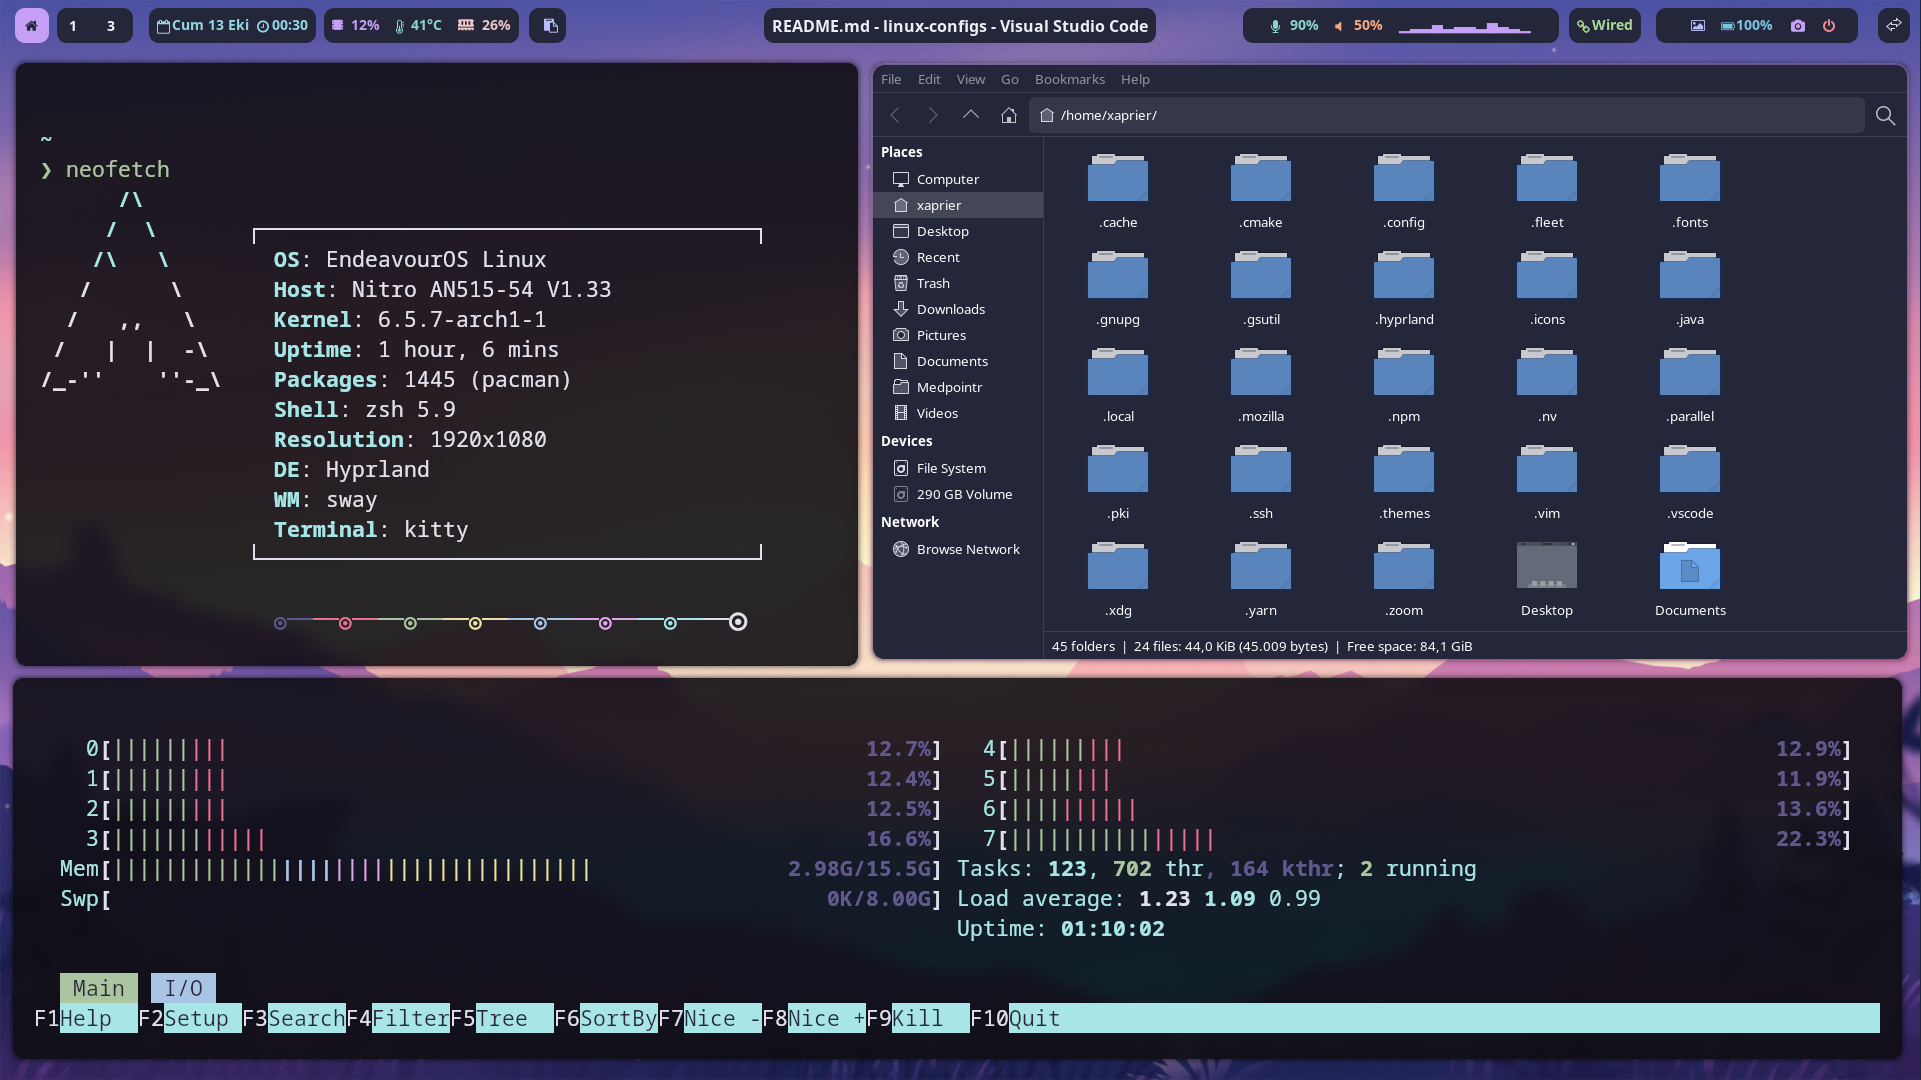 1 3
Cum 13 Eki 00:30
12% 41°C 26%
README.md - linux-configs - Visual Studio Code
90% 50%
Wired
100%
~
❯ neofetch
/\
/  \
/\   \
/      \
/   ,,   \
/   |  |  -\
/_-''    ''-_\
OS: EndeavourOS Linux
Host: Nitro AN515-54 V1.33
Kernel: 6.5.7-arch1-1
Uptime: 1 hour, 6 mins
Packages: 1445 (pacman)
Shell: zsh 5.9
Resolution: 1920x1080
DE: Hyprland
WM: sway
Terminal: kitty
File Edit View Go Bookmarks Help
/home/xaprier/
Places
Computer
xaprier
Desktop
Recent
Trash
Downloads
Pictures
Documents
Medpointr
Videos
Devices
File System
290 GB Volume
Network
Browse Network
.cache .cmake .config .fleet .fonts
.gnupg .gsutil .hyprland .icons .java
.local .mozilla .npm .nv .parallel
.pki .ssh .themes .vim .vscode
.xdg .yarn .zoom Desktop Documents
45 folders | 24 files: 44,0 KiB (45.009 bytes) | Free space: 84,1 GiB
0[||||||||| 12.7%] 4[||||||||| 12.9%]
1[||||||||| 12.4%] 5[|||||||| 11.9%]
2[||||||||| 12.5%] 6[|||||||||| 13.6%]
3[|||||||||||| 16.6%] 7[|||||||||||||||| 22.3%]
Mem[||||||||||||||||||||||||||||||||||||| 2.98G/15.5G] Tasks: 123, 702 thr, 164 kthr; 2 running
Swp[ 0K/8.00G] Load average: 1.23 1.09 0.99
Uptime: 01:10:02
Main I/O
F1Help F2Setup F3SearchF4FilterF5Tree F6SortByF7Nice -F8Nice +F9Kill F10Quit